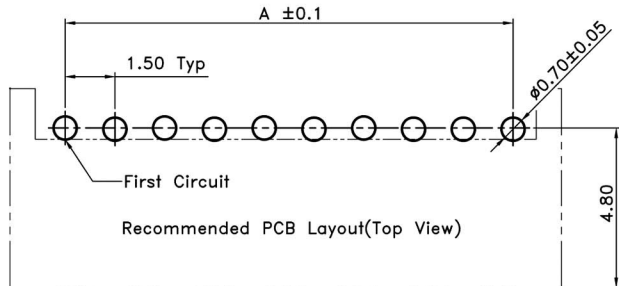 A ±0.1
1.50 Typ
ø0.70±0.05
First Circuit
4.80
Recommended PCB Layout(Top View)